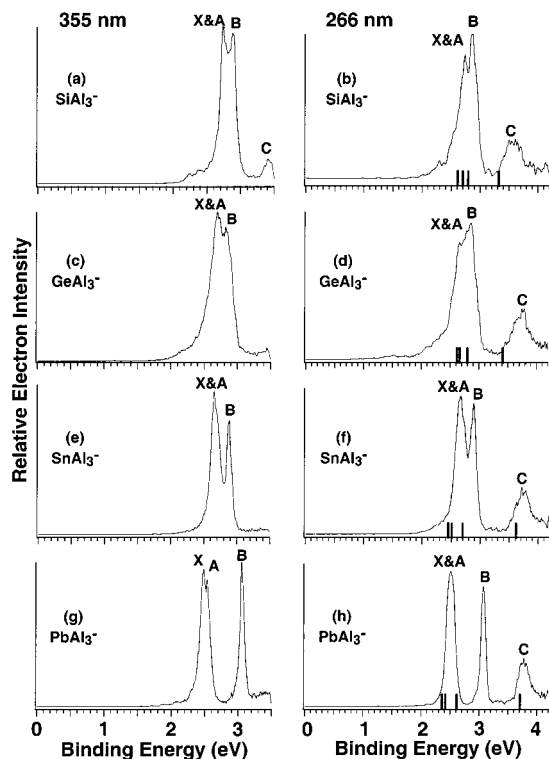 355 nm
266 nm
X&A B
(a)
SiAl₃⁻
C
B
X&A
(b)
SiAl₃⁻
C
X&A
B
(c)
GeAl₃⁻
B
X&A
(d)
GeAl₃⁻
C
X&A
B
(e)
SnAl₃⁻
X&A
B
(f)
SnAl₃⁻
C
X A
B
(g)
PbAl₃⁻
X&A
B
(h)
PbAl₃⁻
C
Relative Electron Intensity
0 1 2 3
0 1 2 3 4
Binding Energy (eV)
Binding Energy (eV)